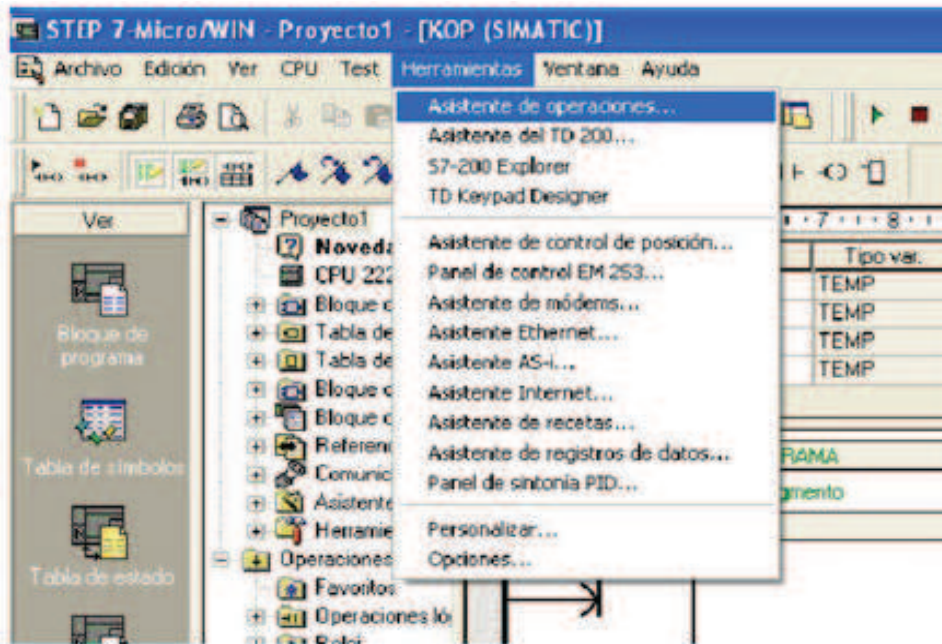 STEP 7-Micro/WIN - Proyecto1 - [KOP (SIMATIC)]
Archivo Edición Ver CPU Test Herramientas Ventana Ayuda
Asistente de operaciones...
Asistente del TD 200...
S7-200 Explorer
TD Keypad Designer
Asistente de control de posición...
Panel de control EM 253...
Asistente de módems...
Asistente Ethernet...
Asistente AS-i...
Asistente Internet...
Asistente de recetas...
Asistente de registros de datos...
Panel de sintonía PID...
Personalizar...
Opciones...
Ver
Bloque de
programa
Tabla de símbolos
Tabla de estado
Proyecto1
Noveda
CPU 222
Bloque c
Tabla de
Tabla de
Bloque c
Bloque c
Referenc
Comunic
Asistente
Herramie
Operaciones
Favoritos
Operaciones ló
Reloj
7 8
Tipo var.
TEMP
TEMP
TEMP
TEMP
RAMA
gmento